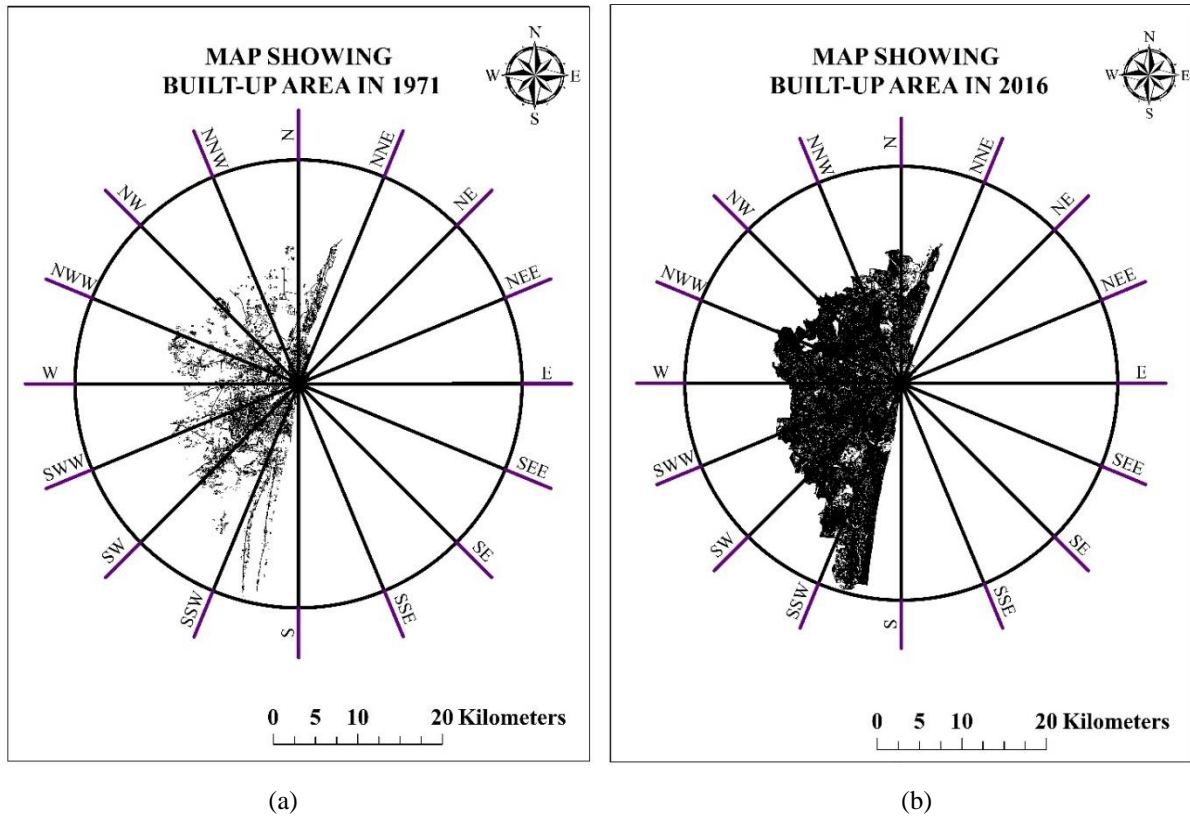 MAP SHOWING
BUILT-UP AREA IN 1971
N
W
E
S
N
NNE
NE
NEE
E
SEE
SE
SSE
S
SSW
SW
SWW
W
NWW
NW
NNW
0 5 10 20 Kilometers
(a)
MAP SHOWING
BUILT-UP AREA IN 2016
N
W
E
S
N
NNE
NE
NEE
E
SEE
SE
SSE
S
SSW
SW
SWW
W
NWW
NW
NNW
0 5 10 20 Kilometers
(b)